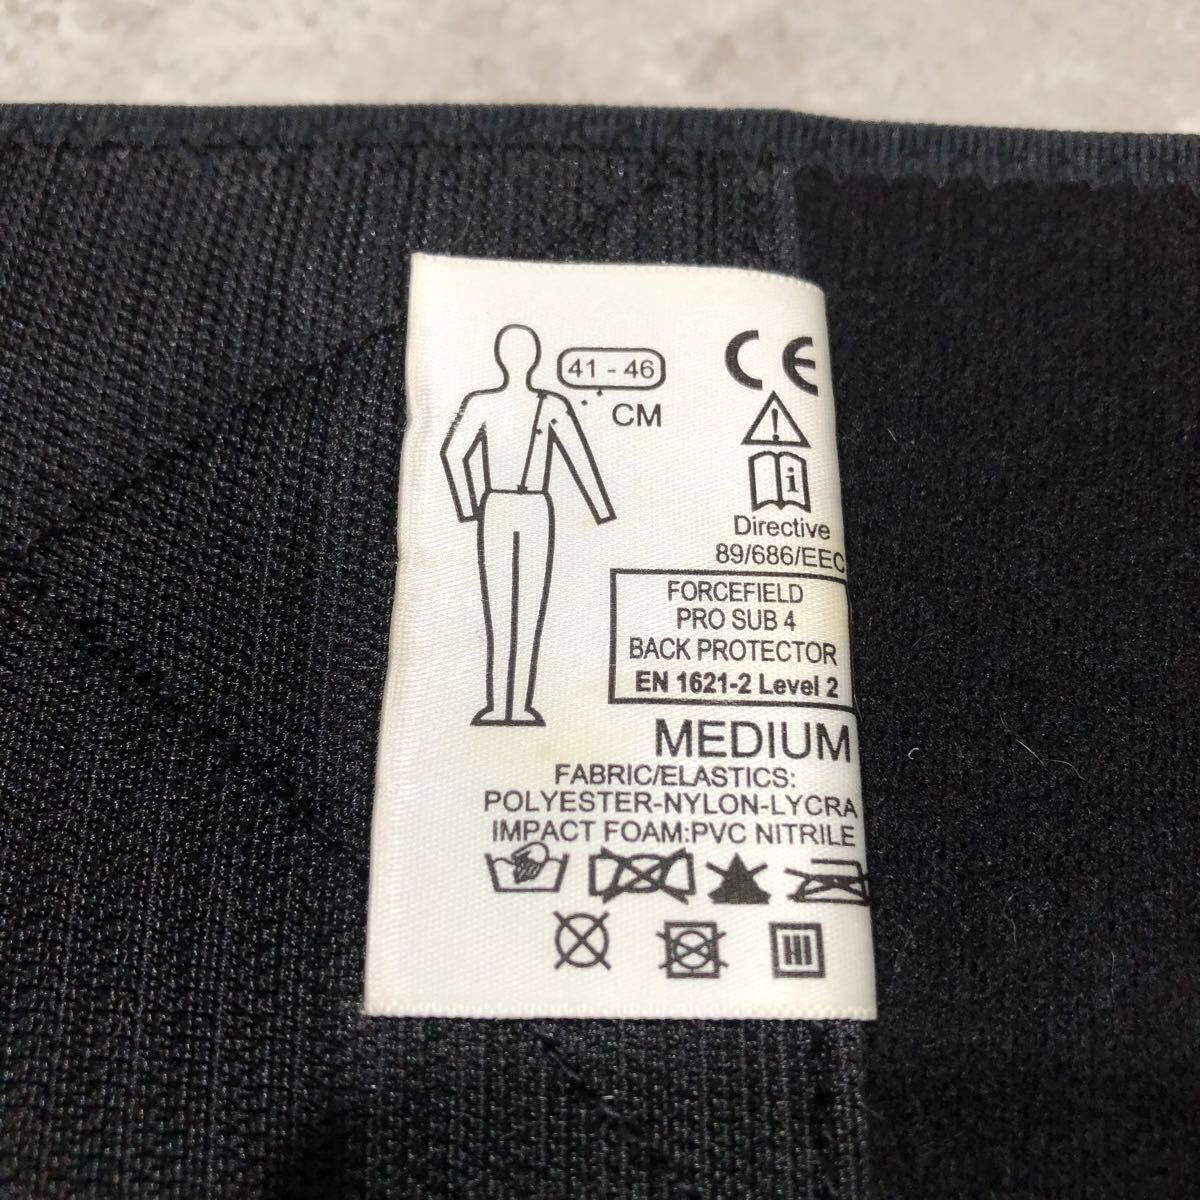 41 - 46
CM
CE
i
Directive
89/686/EEC
FORCEFIELD
PRO SUB 4
BACK PROTECTOR
EN 1621-2 Level 2
MEDIUM
FABRIC/ELASTICS:
POLYESTER-NYLON-LYCRA
IMPACT FOAM:PVC NITRILE